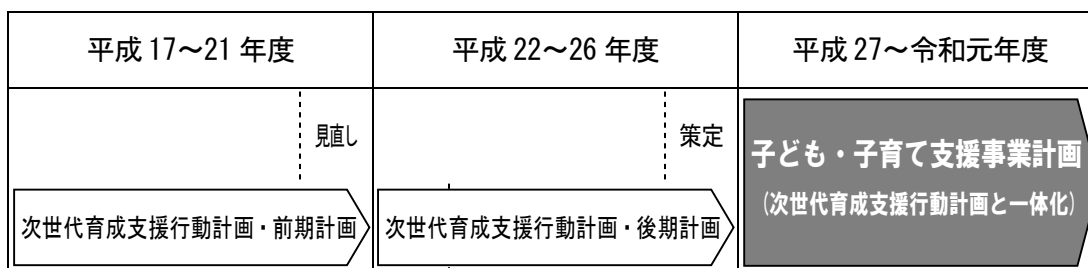 平成 17～21 年度
平成 22～26 年度
平成 27～令和元年度
見直し
策定
子ども・子育て支援事業計画
(次世代育成支援行動計画と一体化)
次世代育成支援行動計画・前期計画
次世代育成支援行動計画・後期計画